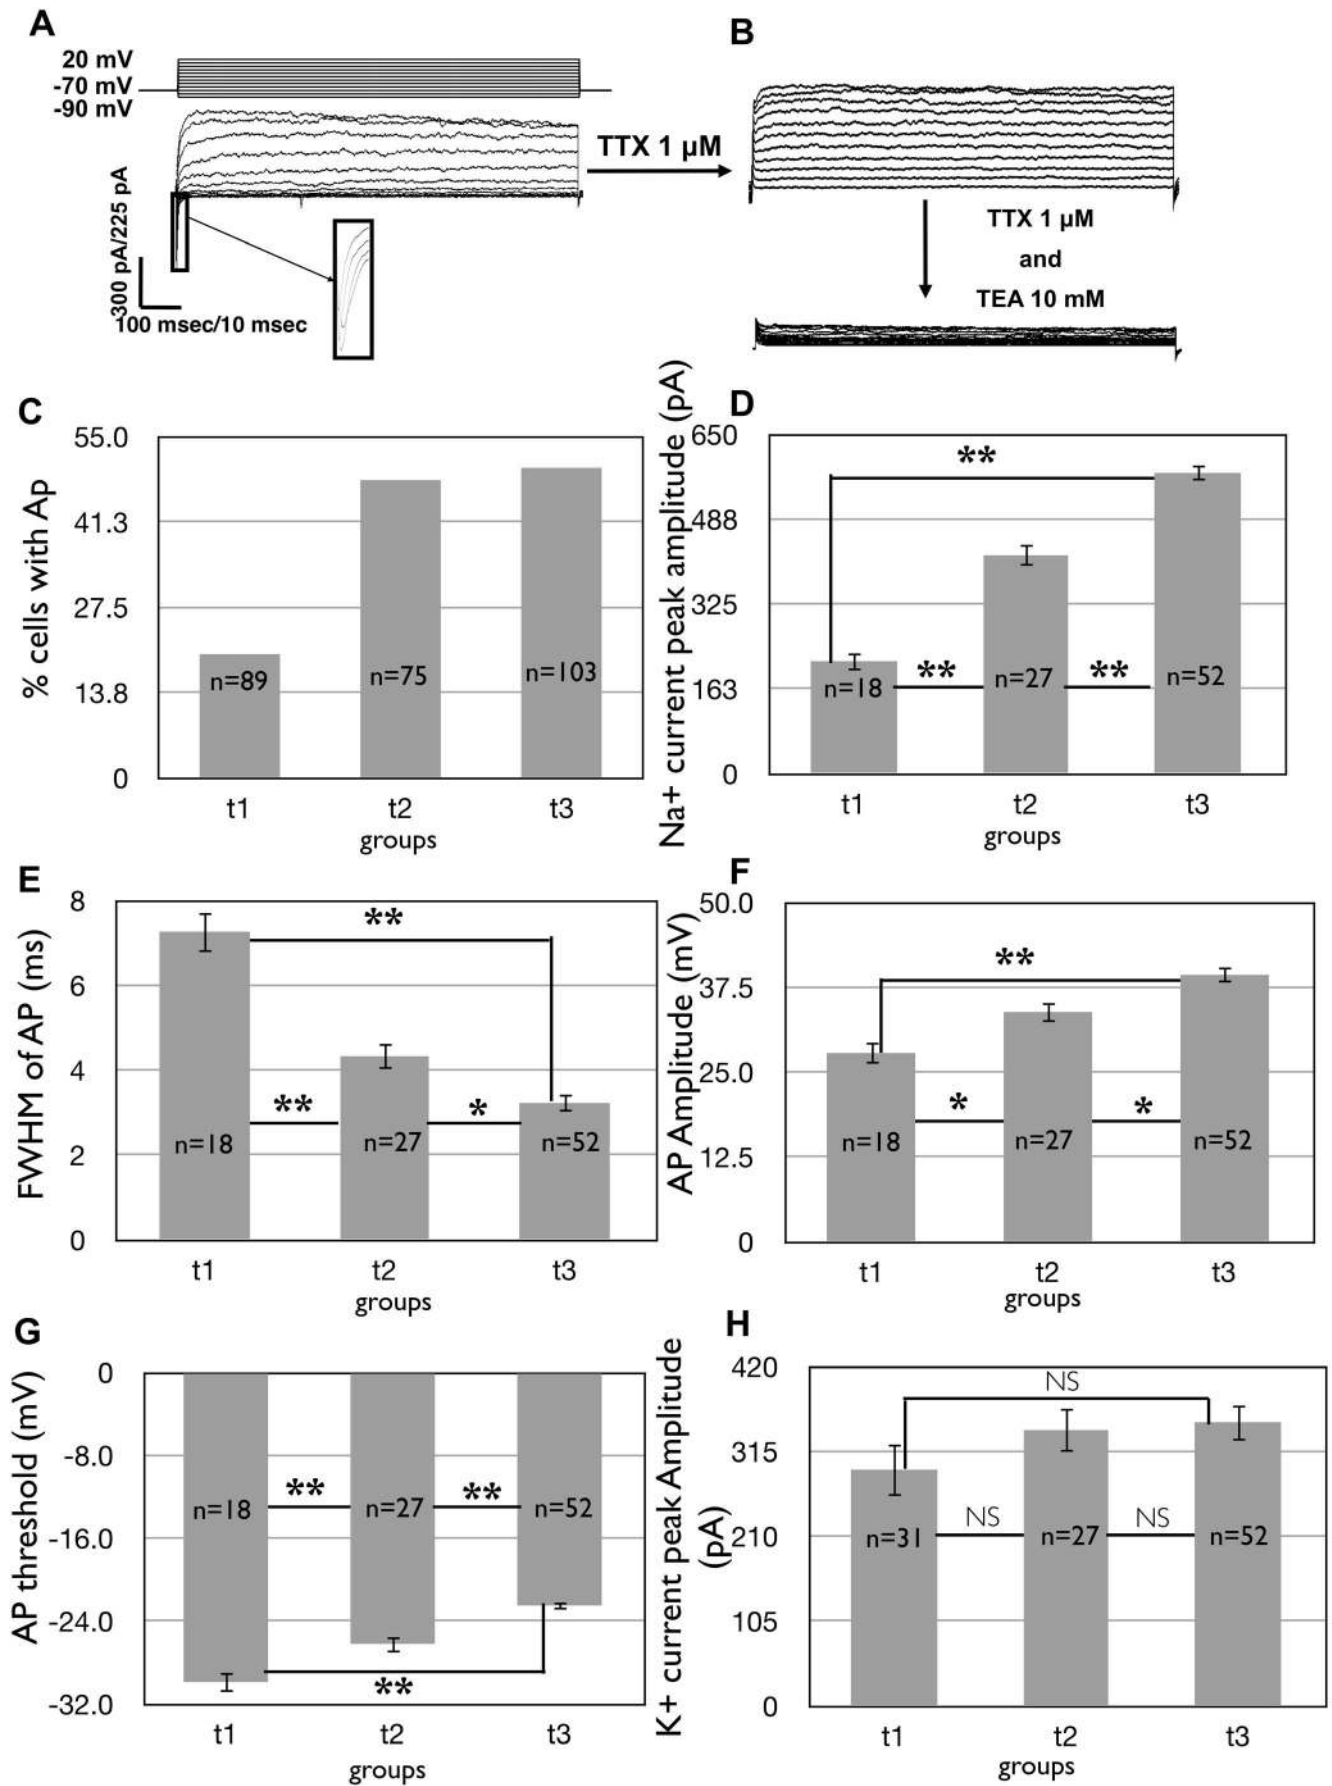 A
20 mV
-70 mV
-90 mV
300 pA/225 pA
100 msec/10 msec
TTX 1 µM
B
TTX 1 µM
and
TEA 10 mM
C
% cells with Ap
55.0
41.3
27.5
13.8
0
n=89
n=75
n=103
t1
t2
t3
groups
D
Na+ current peak amplitude (pA)
650
488
325
163
0
**
**
**
n=18
n=27
n=52
t1
t2
t3
E
FWHM of AP (ms)
8
6
4
2
0
**
**
*
n=18
n=27
n=52
t1
t2
t3
groups
F
AP Amplitude (mV)
50.0
37.5
25.0
12.5
0
**
*
*
n=18
n=27
n=52
t1
t2
t3
groups
G
AP threshold (mV)
0
-8.0
-16.0
-24.0
-32.0
**
**
n=18
n=27
n=52
**
t1
t2
t3
groups
H
K+ current peak Amplitude
(pA)
420
315
210
105
0
NS
NS
NS
n=31
n=27
n=52
t1
t2
t3
groups